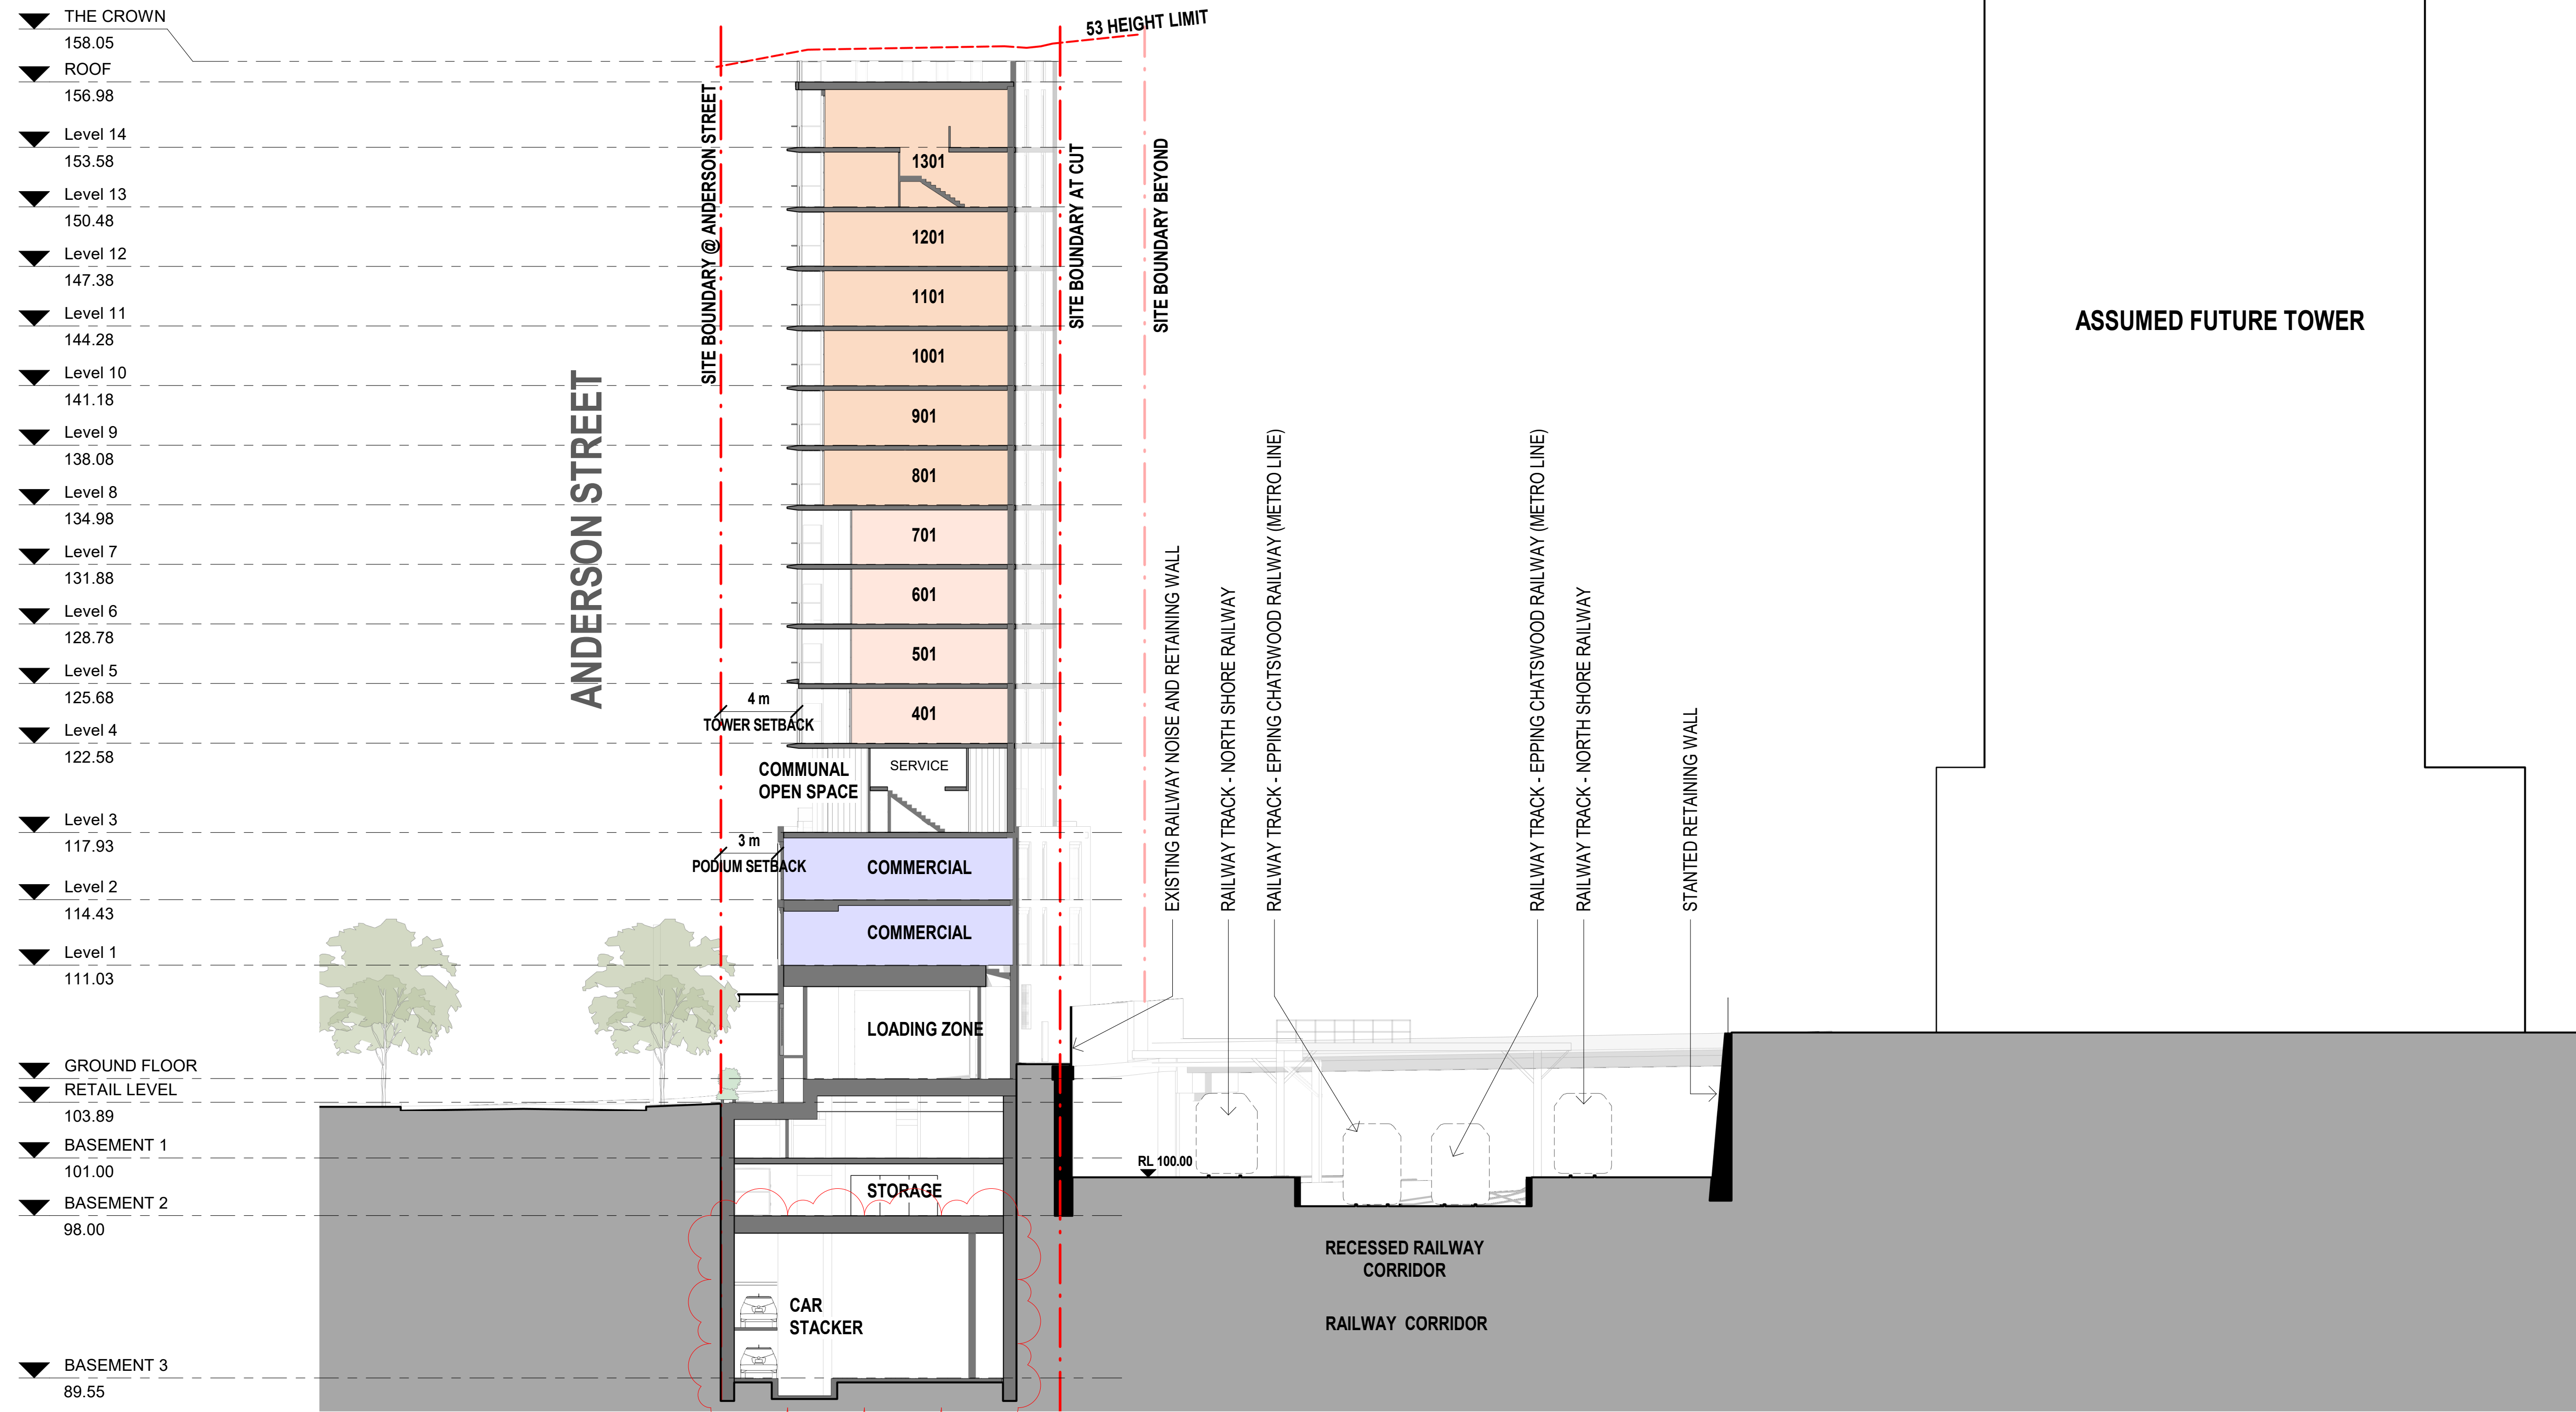 THE CROWN
158.05
ROOF
156.98
Level 14
153.58
Level 13
150.48
Level 12
147.38
Level 11
144.28
Level 10
141.18
Level 9
138.08
Level 8
134.98
Level 7
131.88
Level 6
128.78
Level 5
125.68
Level 4
122.58
Level 3
117.93
Level 2
114.43
Level 1
111.03
GROUND FLOOR
RETAIL LEVEL
103.89
BASEMENT 1
101.00
BASEMENT 2
98.00
BASEMENT 3
89.55
ANDERSON STREET
SITE BOUNDARY @ ANDERSON STREET
53 HEIGHT LIMIT
SITE BOUNDARY AT CUT
SITE BOUNDARY BEYOND
1301
1201
1101
1001
901
801
701
601
501
401
4 m
TOWER SETBACK
SERVICE
COMMUNAL
OPEN SPACE
3 m
PODIUM SETBACK
COMMERCIAL
COMMERCIAL
LOADING ZONE
STORAGE
CAR
STACKER
EXISTING RAILWAY NOISE AND RETAINING WALL
RAILWAY TRACK - NORTH SHORE RAILWAY
RAILWAY TRACK - EPPING CHATSWOOD RAILWAY (METRO LINE)
RAILWAY TRACK - EPPING CHATSWOOD RAILWAY (METRO LINE)
RAILWAY TRACK - NORTH SHORE RAILWAY
STANTED RETAINING WALL
RL 100.00
RECESSED RAILWAY
CORRIDOR
RAILWAY CORRIDOR
ASSUMED FUTURE TOWER